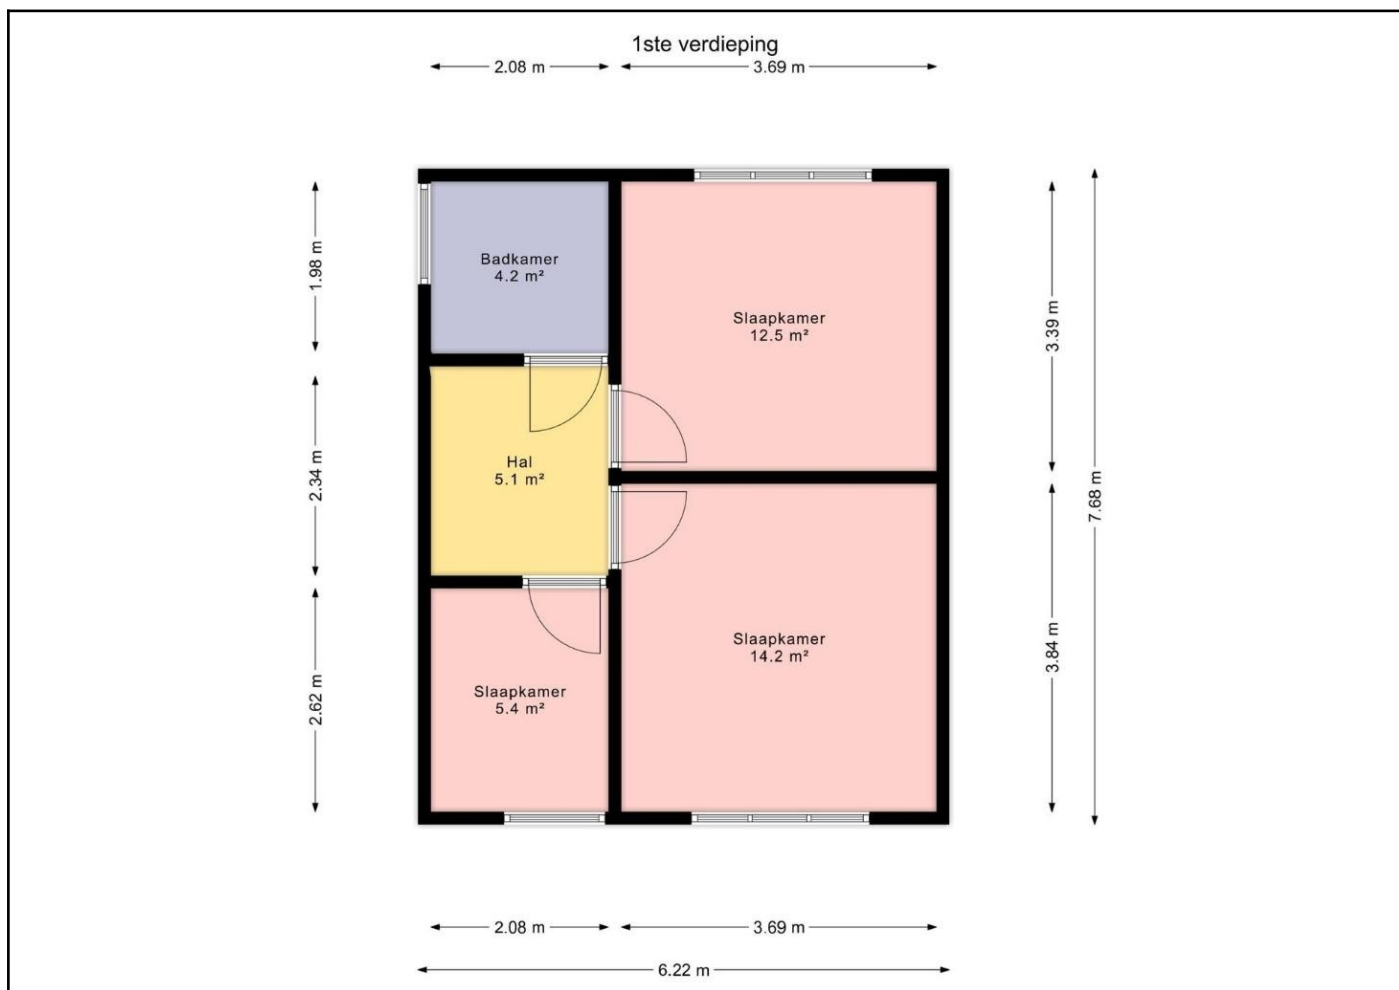 1ste verdieping
2.08 m
3.69 m
1.98 m
Badkamer
4.2 m²
Slaapkamer
12.5 m²
3.39 m
2.34 m
Hal
5.1 m²
7.68 m
2.62 m
Slaapkamer
5.4 m²
Slaapkamer
14.2 m²
3.84 m
2.08 m
3.69 m
6.22 m